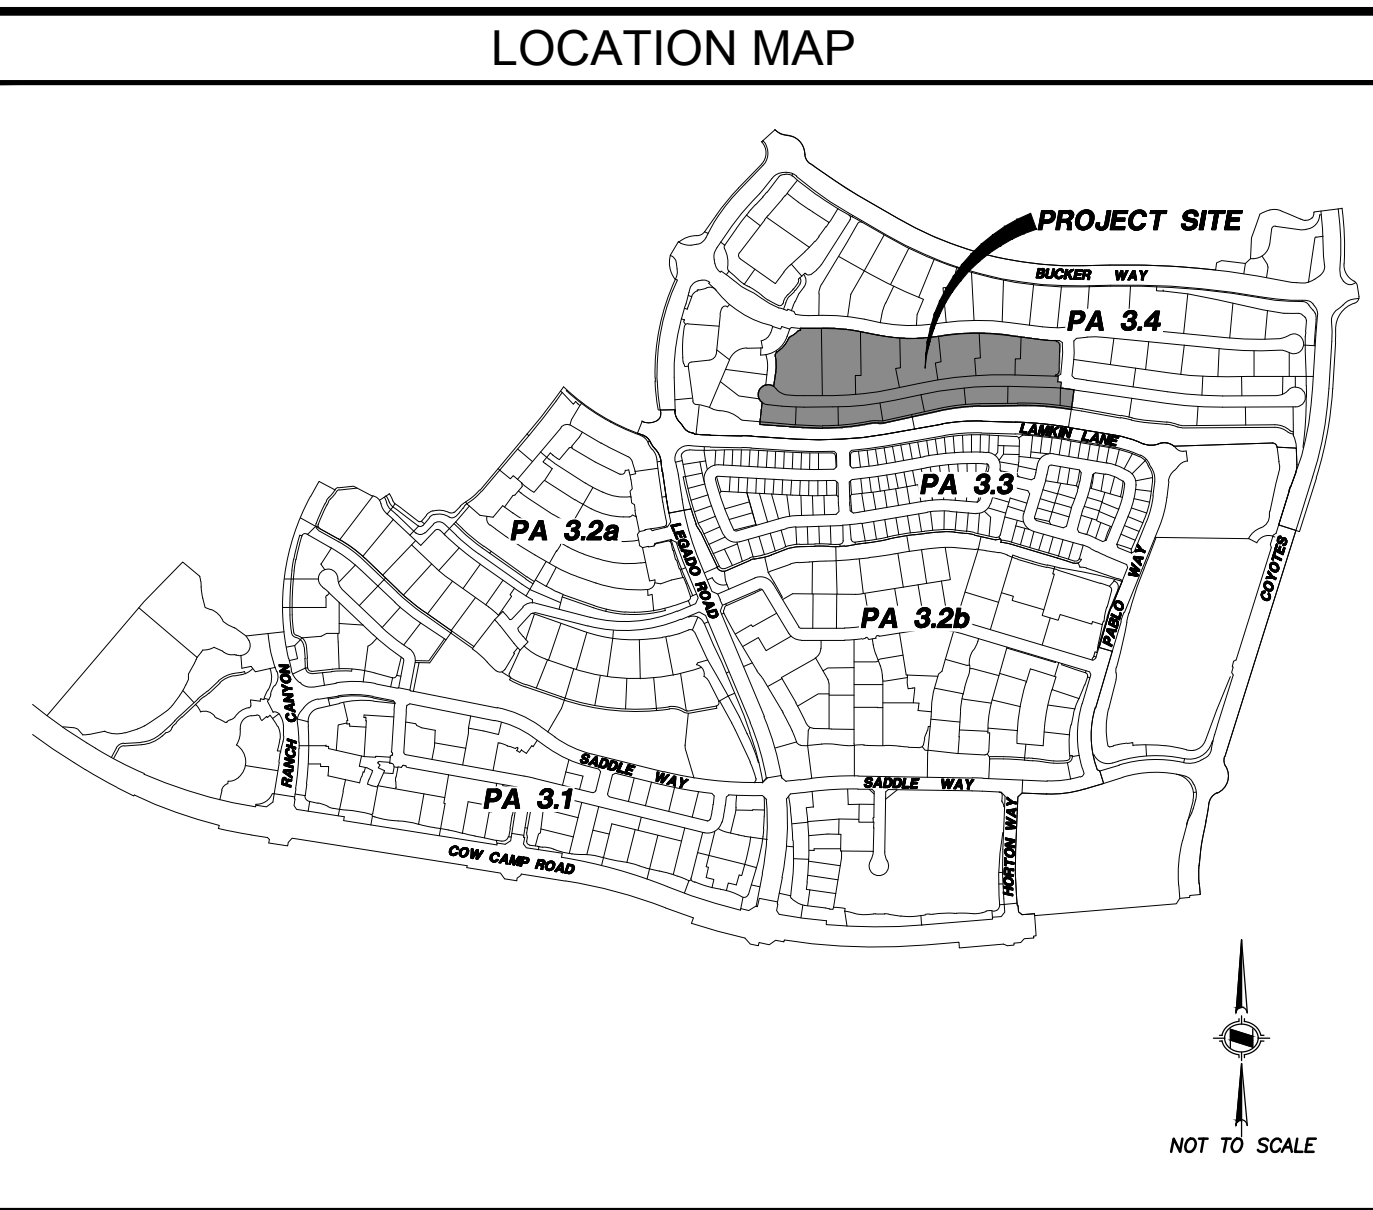 LOCATION MAP
PROJECT SITE
BUCKER WAY
PA 3.4
LAMKIN LANE
PA 3.3
PA 3.2a
LEGADO ROAD
COYOTES
PABLO WAY
PA 3.2b
RANCH CANYON
SADDLE WAY
SADDLE WAY
PA 3.1
HORTON WAY
COW CAMP ROAD
NOT TO SCALE